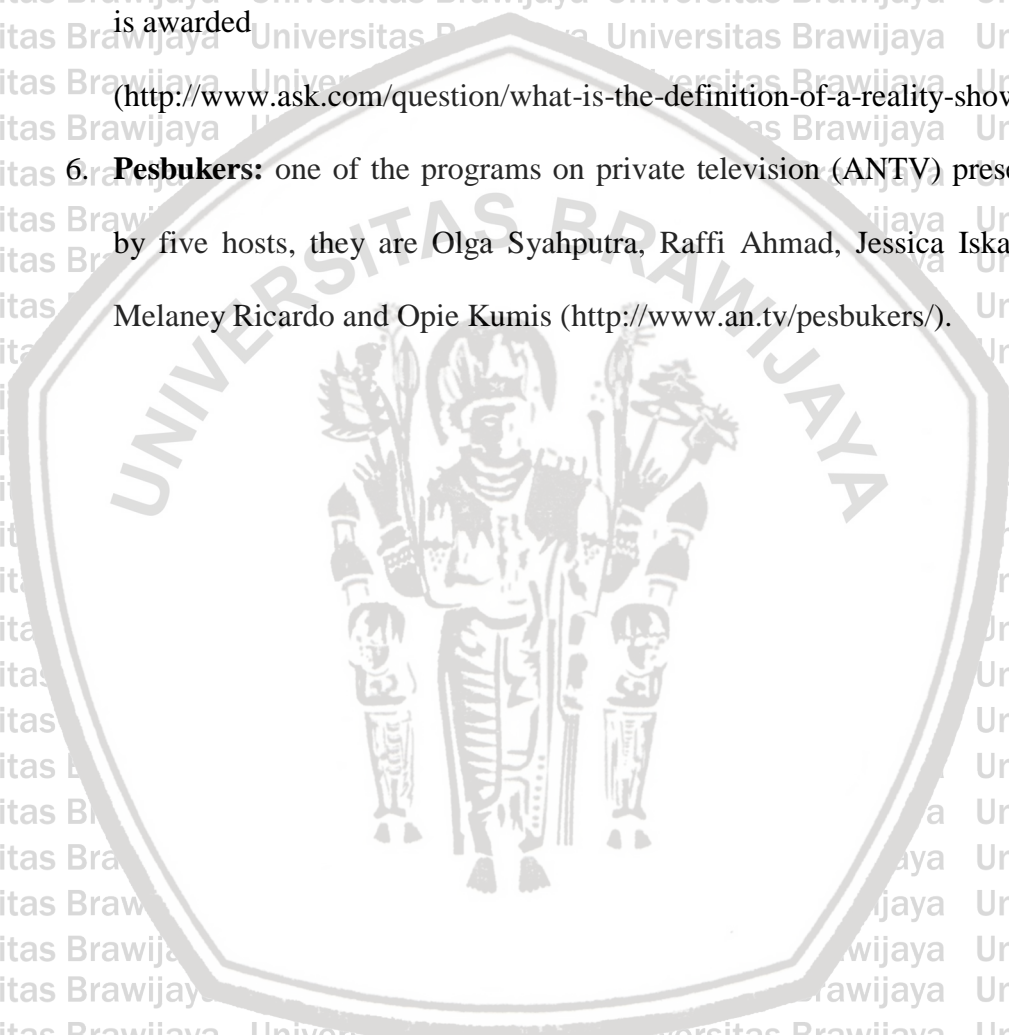 is awarded
(http://www.ask.com/question/what-is-the-definition-of-a-reality-show
6. Pesbukers: one of the programs on private television (ANTV)
by five hosts, they are Olga Syahputra, Raffi Ahmad, Jessica
Melaney Ricardo and Opie Kumis (http://www.an.tv/pesbukers/).
UNIVERSITAS BRAWIJAYA